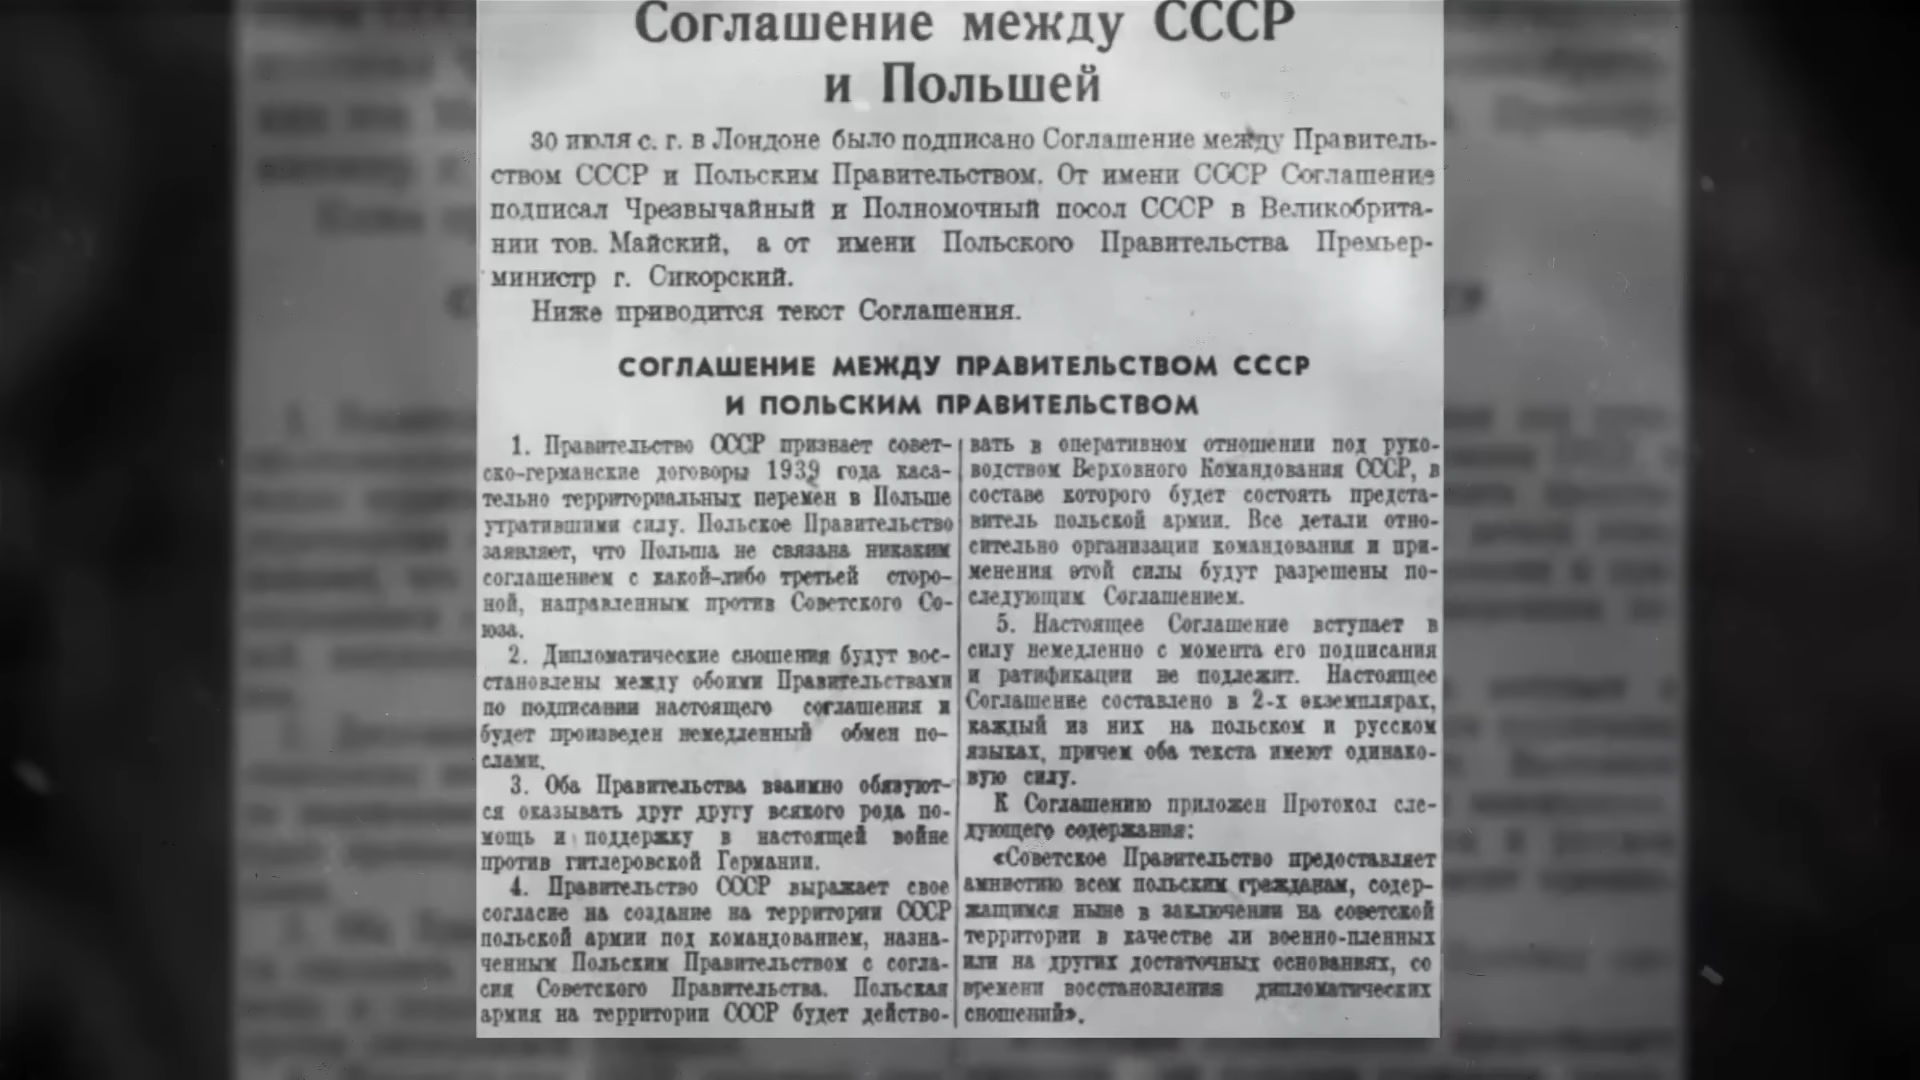 Соглашение между СССР
и Польшей
30 июля с. г. в Лондоне было подписано Соглашение между Правитель-
ством СССР и Польским Правительством. От имени СССР Соглашение
подписал Чрезвычайный и Полномочный посол СССР в Великобрита-
нии тов. Майский, а от имени Польского Правительства Премьер-
министр г. Сикорский.
Ниже приводится текст Соглашения.
СОГЛАШЕНИЕ МЕЖДУ ПРАВИТЕЛЬСТВОМ СССР
И ПОЛЬСКИМ ПРАВИТЕЛЬСТВОМ
1. Правительство СССР признает совет-
ско-германские договоры 1939 года каса-
тельно территориальных перемен в Польше
утратившими силу. Польское Правительство
заявляет, что Польша не связана никаким
соглашением с какой-либо третьей сторо-
ной, направленным против Советского Со-
юза.
2. Дипломатические сношения будут вос-
становлены между обоими Правительствами
по подписании настоящего соглашения и
будет произведен немедленный обмен по-
слами.
3. Оба Правительства взаимно обязуют-
ся оказывать друг другу всякого рода по-
мощь и поддержку в настоящей войне
против гитлеровской Германии.
4. Правительство СССР выражает свое
согласие на создание на территории СССР
польской армии под командованием, назна-
ченным Польским Правительством с согла-
сия Советского Правительства. Польская
армия на территории СССР будет действо-
вать в оперативном отношении под руко-
водством Верховного Командования СССР, в
составе которого будет состоять предста-
витель польской армии. Все детали отно-
сительно организации командования и при-
менения этой силы будут разрешены по-
следующим Соглашением.
5. Настоящее Соглашение вступает в
силу немедленно с момента его подписания
и ратификации не подлежит. Настоящее
Соглашение составлено в 2-х экземплярах,
каждый из них на польском и русском
языках, причем оба текста имеют одинако-
вую силу.
К Соглашению приложен Протокол сле-
дующего содержания:
«Советское Правительство предоставляет
амнистию всем польским гражданам, содер-
жащимся ныне в заключении на советской
территории в качестве ли военно-пленных
или на других достаточных основаниях, со
времени восстановления дипломатических
сношений».